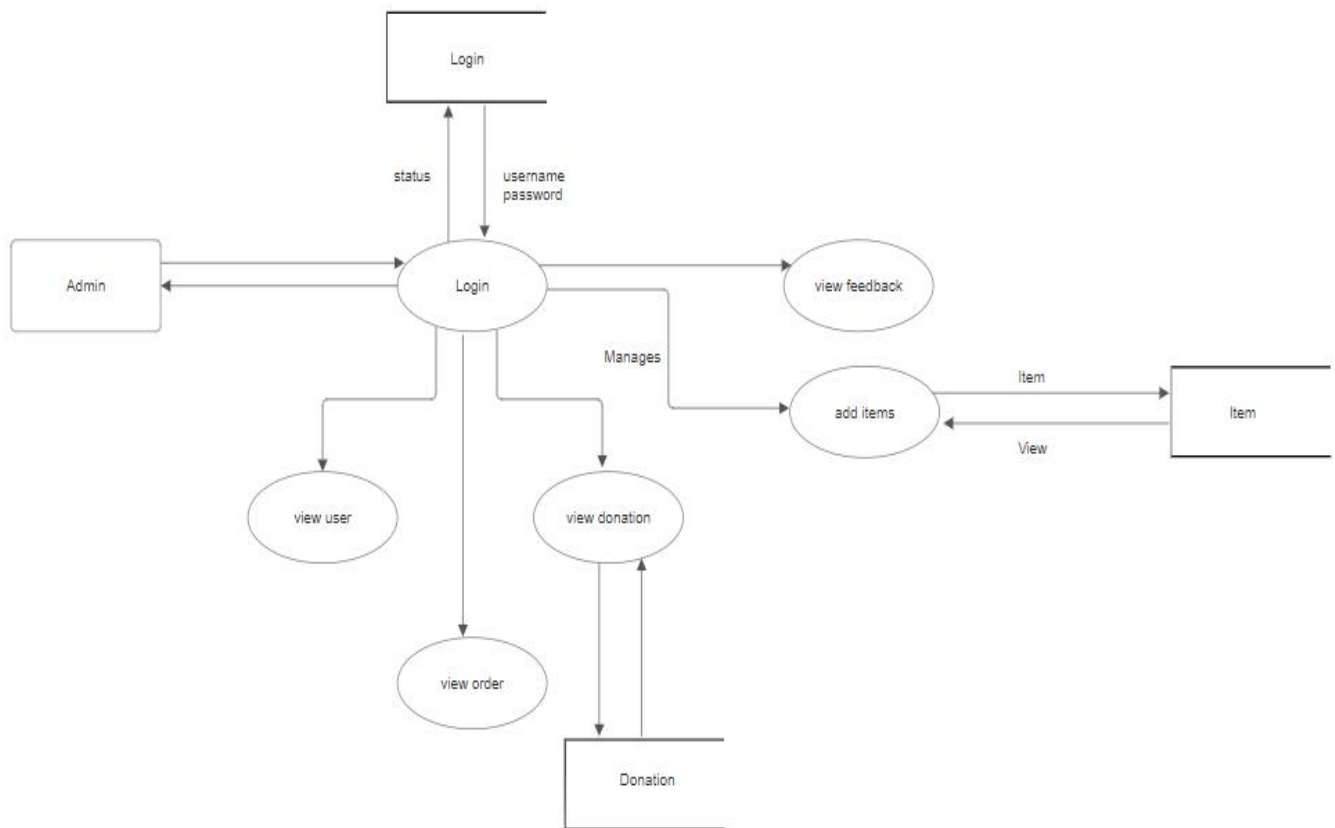 Login
status
username
password
Admin
Login
view feedback
Manages
Item
add items
Item
View
view user
view donation
view order
Donation